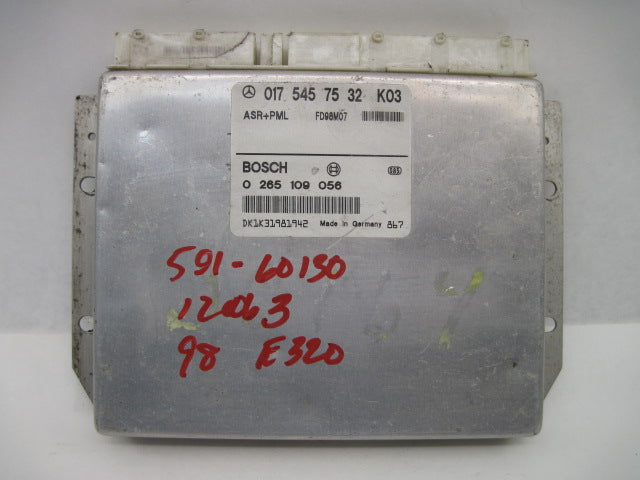 017 545 75 32 K03
ASR+PML FD98M07
BOSCH 585
0 265 109 056
DK1K31981942 Made in Germany 867
591-60150
12063
98 E320